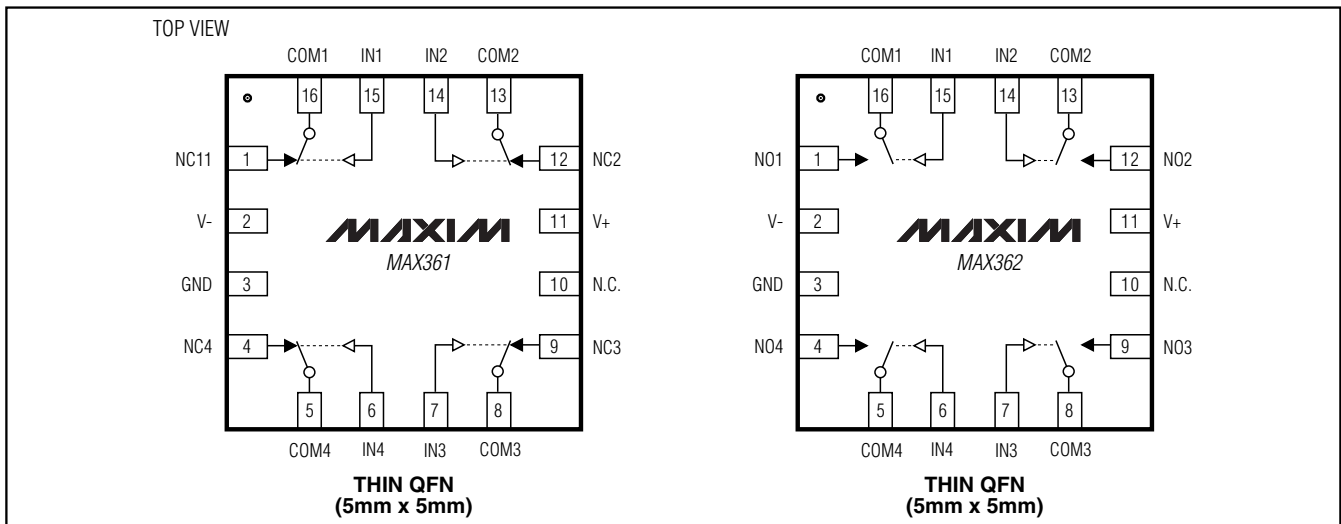 TOP VIEW
COM1 IN1 IN2 COM2
16 15 14 13
NC11 1 12 NC2
V- 2 11 V+
MAXIM
MAX361
GND 3 10 N.C.
NC4 4 9 NC3
5 6 7 8
COM4 IN4 IN3 COM3
THIN QFN
(5mm x 5mm)
COM1 IN1 IN2 COM2
16 15 14 13
NO1 1 12 NO2
V- 2 11 V+
MAXIM
MAX362
GND 3 10 N.C.
NO4 4 9 NO3
5 6 7 8
COM4 IN4 IN3 COM3
THIN QFN
(5mm x 5mm)